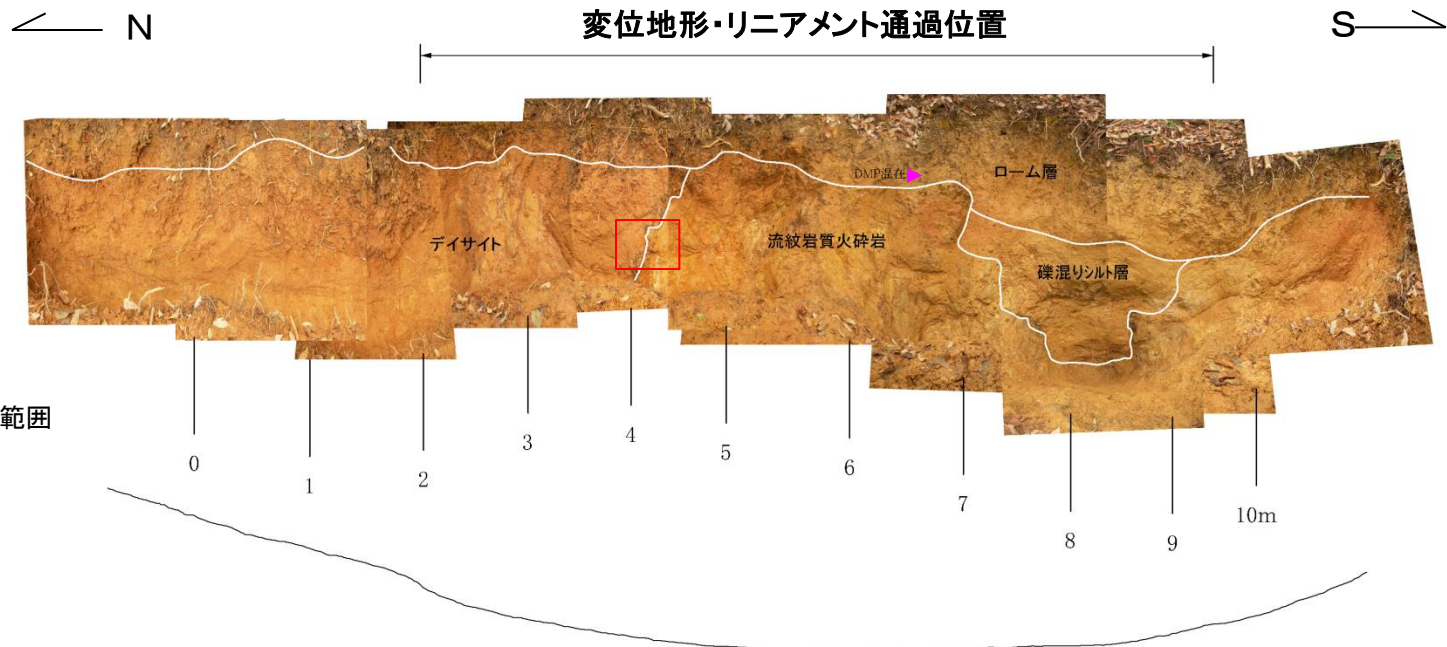 N
変位地形・リニアメント通過位置
S
DMP混在
ローム層
デイサイト
流紋岩質火砕岩
礫混りシルト層
範囲
0
1
2
3
4
5
6
7
8
9
10m